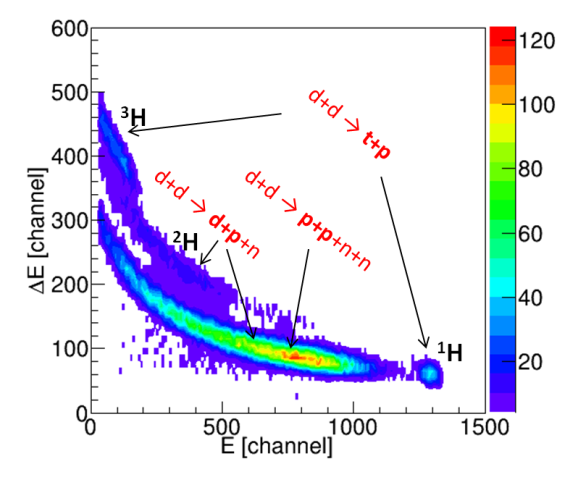 600
500
400
300
200
100
0
ΔE [channel]
0
500
1000
1500
E [channel]
120
100
80
60
40
20
³H
²H
¹H
d+d → t+p
d+d → d+p+n
d+d → p+p+n+n